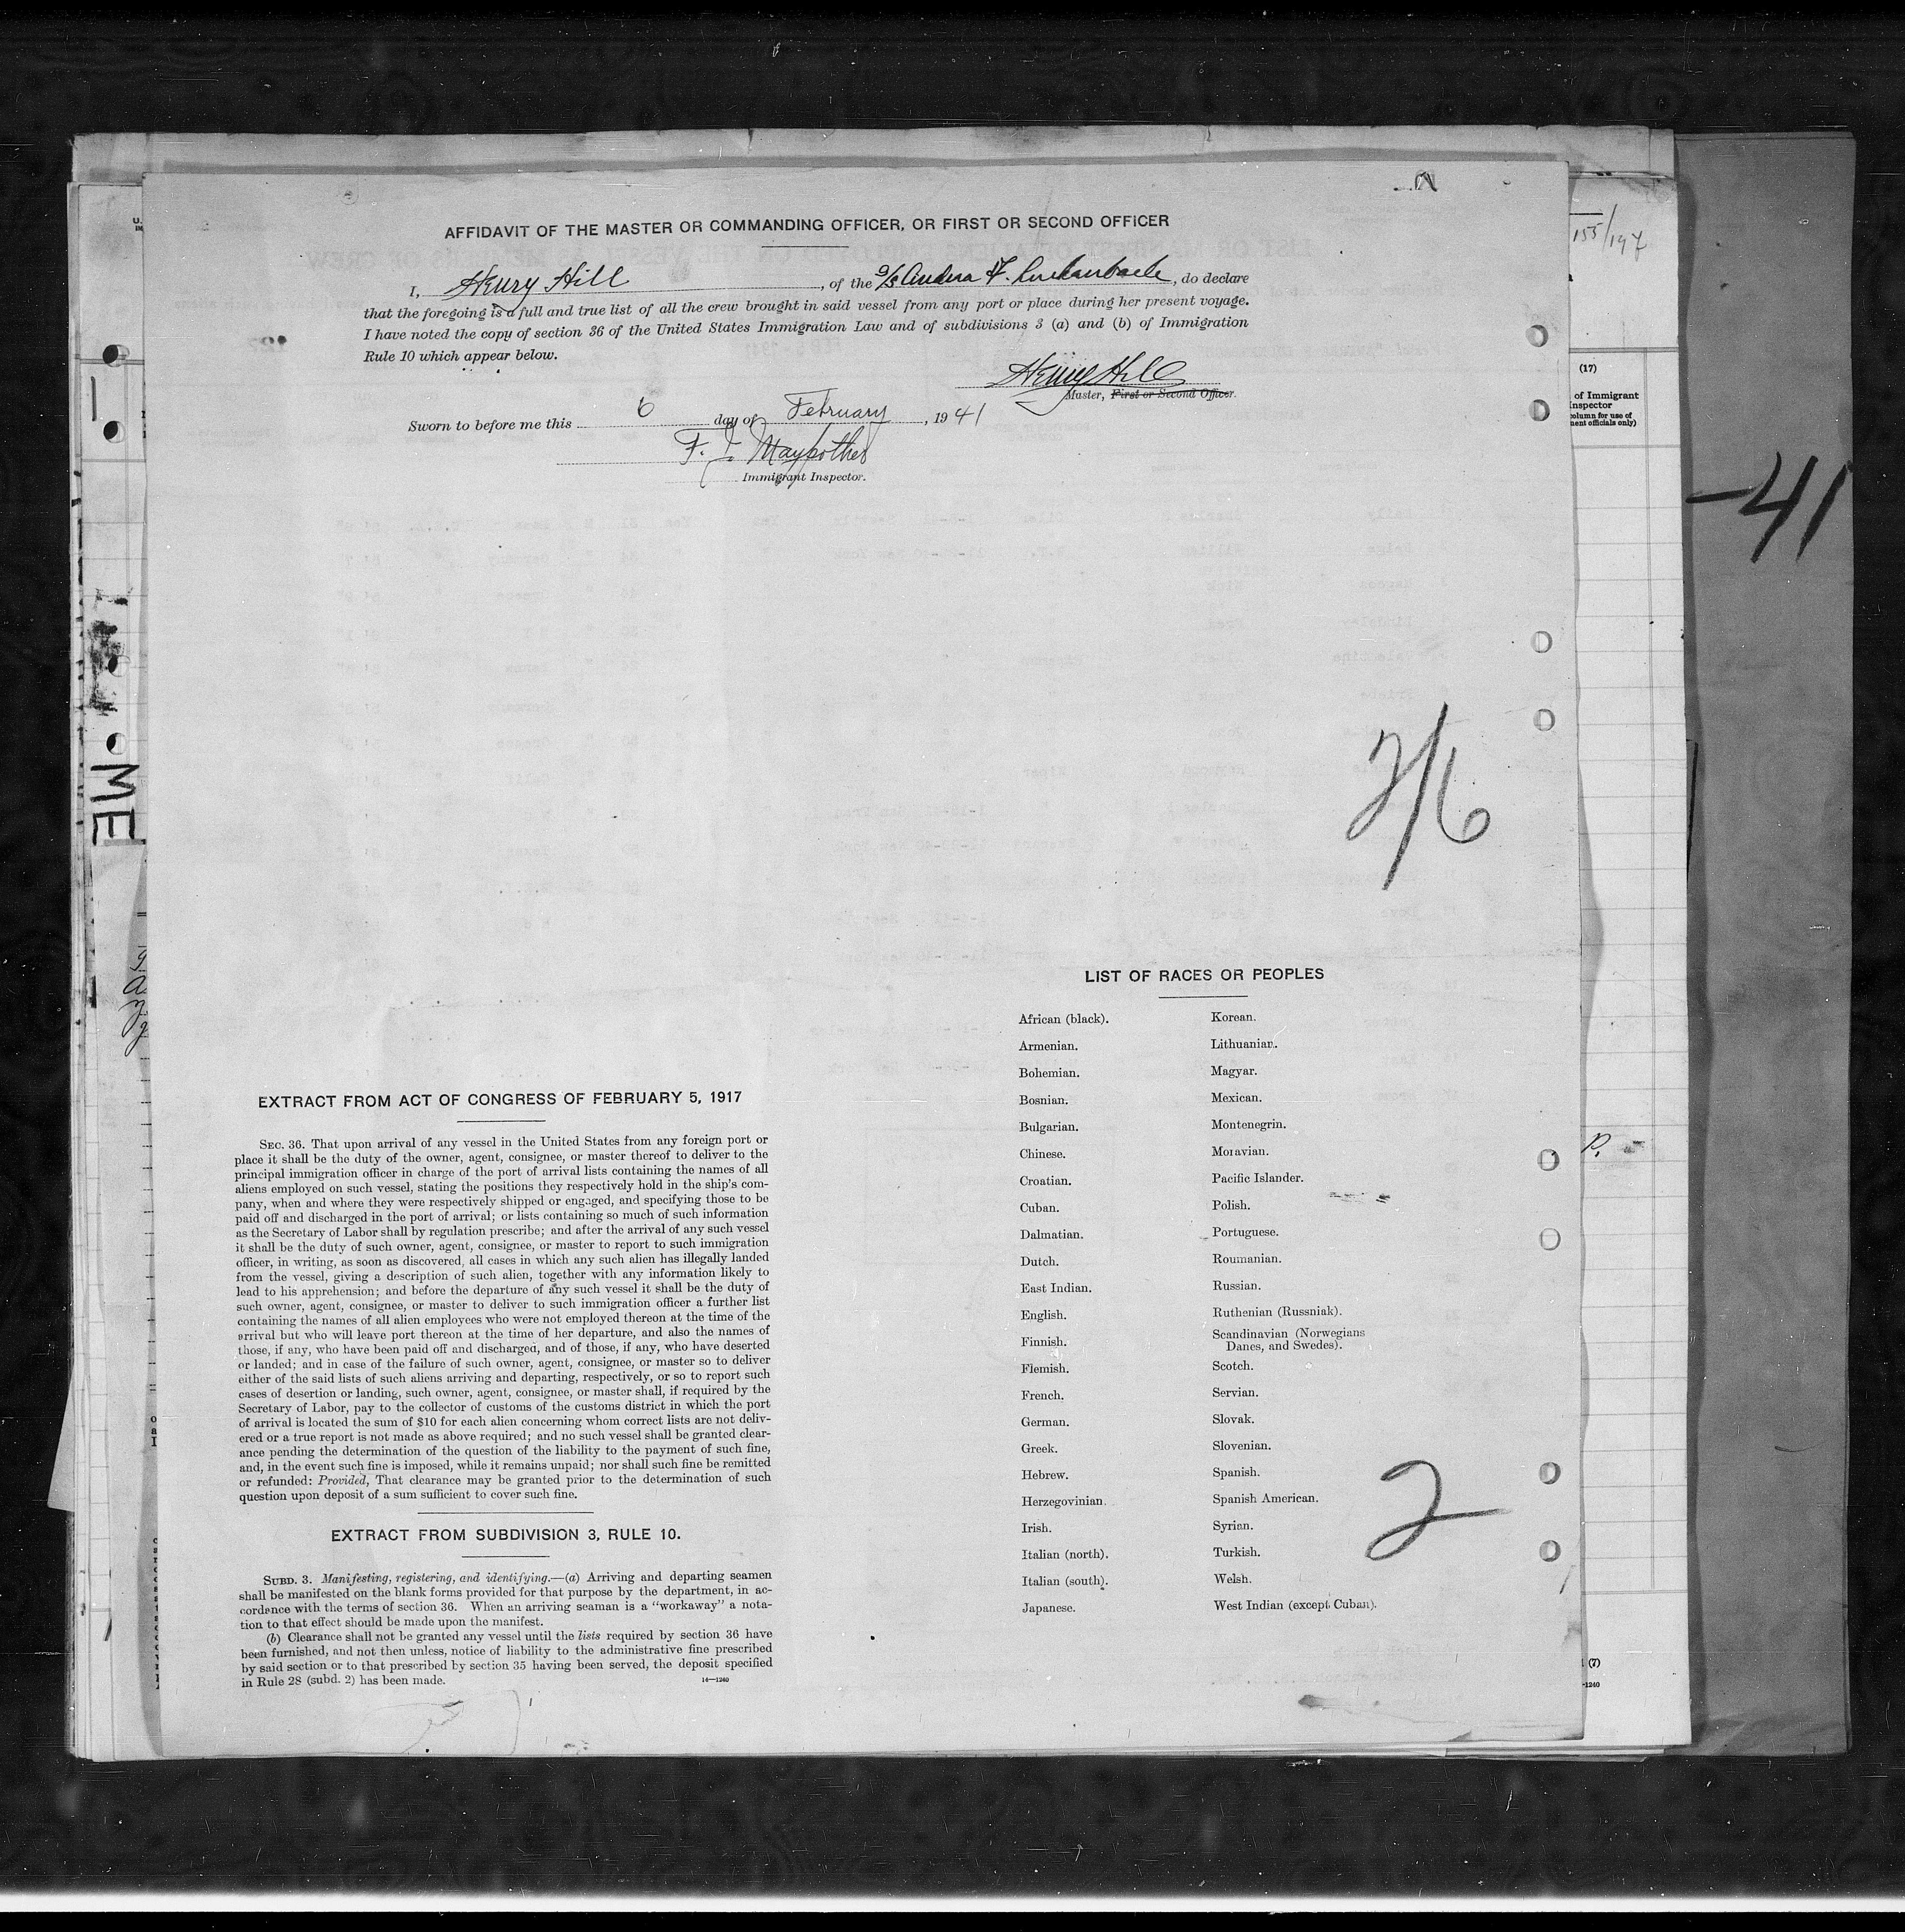 AFFIDAVIT OF THE MASTER OR COMMANDING OFFICER, OR FIRST OR SECOND OFFICER
I, Henry Hill, of the S/S Andrea F. Luckenbach, do declare
that the foregoing is a full and true list of all the crew brought in said vessel from any port or place during her present voyage.
I have noted the copy of section 36 of the United States Immigration Law and of subdivisions 3 (a) and (b) of Immigration
Rule 10 which appear below.
Henry Hill
Master, First or Second Officer.
Sworn to before me this 6 day of February, 1941
F. J.
Immigrant Inspector.
155/197
(17)
of Immigrant
Inspector
column for use of
ment officials only)
-41
ME
2/6
LIST OF RACES OR PEOPLES
African (black).
Armenian.
Bohemian.
Bosnian.
Bulgarian.
Chinese.
Croatian.
Cuban.
Dalmatian.
Dutch.
East Indian.
English.
Finnish.
Flemish.
French.
German.
Greek.
Hebrew.
Herzegovinian.
Irish.
Italian (north).
Italian (south).
Japanese.
Korean.
Lithuanian.
Magyar.
Mexican.
Montenegrin.
Moravian.
Pacific Islander.
Polish.
Portuguese.
Roumanian.
Russian.
Ruthenian (Russniak).
Scandinavian (Norwegians
Danes, and Swedes).
Scotch.
Servian.
Slovak.
Slovenian.
Spanish.
Spanish American.
Syrian.
Turkish.
Welsh.
West Indian (except Cuban).
2
EXTRACT FROM ACT OF CONGRESS OF FEBRUARY 5, 1917
SEC. 36. That upon arrival of any vessel in the United States from any foreign port or
place it shall be the duty of the owner, agent, consignee, or master thereof to deliver to the
principal immigration officer in charge of the port of arrival lists containing the names of all
aliens employed on such vessel, stating the positions they respectively hold in the ship's com-
pany, when and where they were respectively shipped or engaged, and specifying those to be
paid off and discharged in the port of arrival; or lists containing so much of such information
as the Secretary of Labor shall by regulation prescribe; and after the arrival of any such vessel
it shall be the duty of such owner, agent, consignee, or master to report to such immigration
officer, in writing, as soon as discovered, all cases in which any such alien has illegally landed
from the vessel, giving a description of such alien, together with any information likely to
lead to his apprehension; and before the departure of any such vessel it shall be the duty of
such owner, agent, consignee, or master to deliver to such immigration officer a further list
containing the names of all alien employees who were not employed thereon at the time of the
arrival but who will leave port thereon at the time of her departure, and also the names of
those, if any, who have been paid off and discharged, and of those, if any, who have deserted
or landed; and in case of the failure of such owner, agent, consignee, or master so to deliver
either of the said lists of such aliens arriving and departing, respectively, or so to report such
cases of desertion or landing, such owner, agent, consignee, or master shall, if required by the
Secretary of Labor, pay to the collector of customs of the customs district in which the port
of arrival is located the sum of $10 for each alien concerning whom correct lists are not deliv-
ered or a true report is not made as above required; and no such vessel shall be granted clear-
ance pending the determination of the question of the liability to the payment of such fine,
and, in the event such fine is imposed, while it remains unpaid; nor shall such fine be remitted
or refunded: Provided, That clearance may be granted prior to the determination of such
question upon deposit of a sum sufficient to cover such fine.
EXTRACT FROM SUBDIVISION 3, RULE 10.
SUBD. 3. Manifesting, registering, and identifying.—(a) Arriving and departing seamen
shall be manifested on the blank forms provided for that purpose by the department, in ac-
cordence with the terms of section 36. When an arriving seaman is a "workaway" a nota-
tion to that effect should be made upon the manifest.
(b) Clearance shall not be granted any vessel until the lists required by section 36 have
been furnished, and not then unless, notice of liability to the administrative fine prescribed
by said section or to that prescribed by section 35 having been served, the deposit specified
in Rule 28 (subd. 2) has been made.
14—1240
(7)
-1240